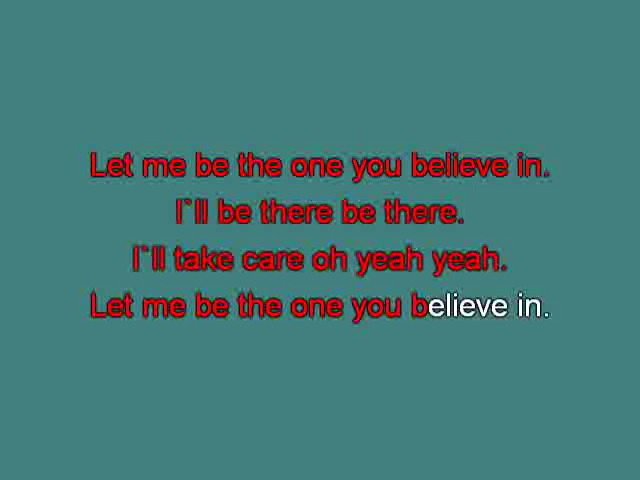 Let me be the one you believe in.
I`ll be there be there.
I`ll take care oh yeah yeah.
Let me be the one you believe in.